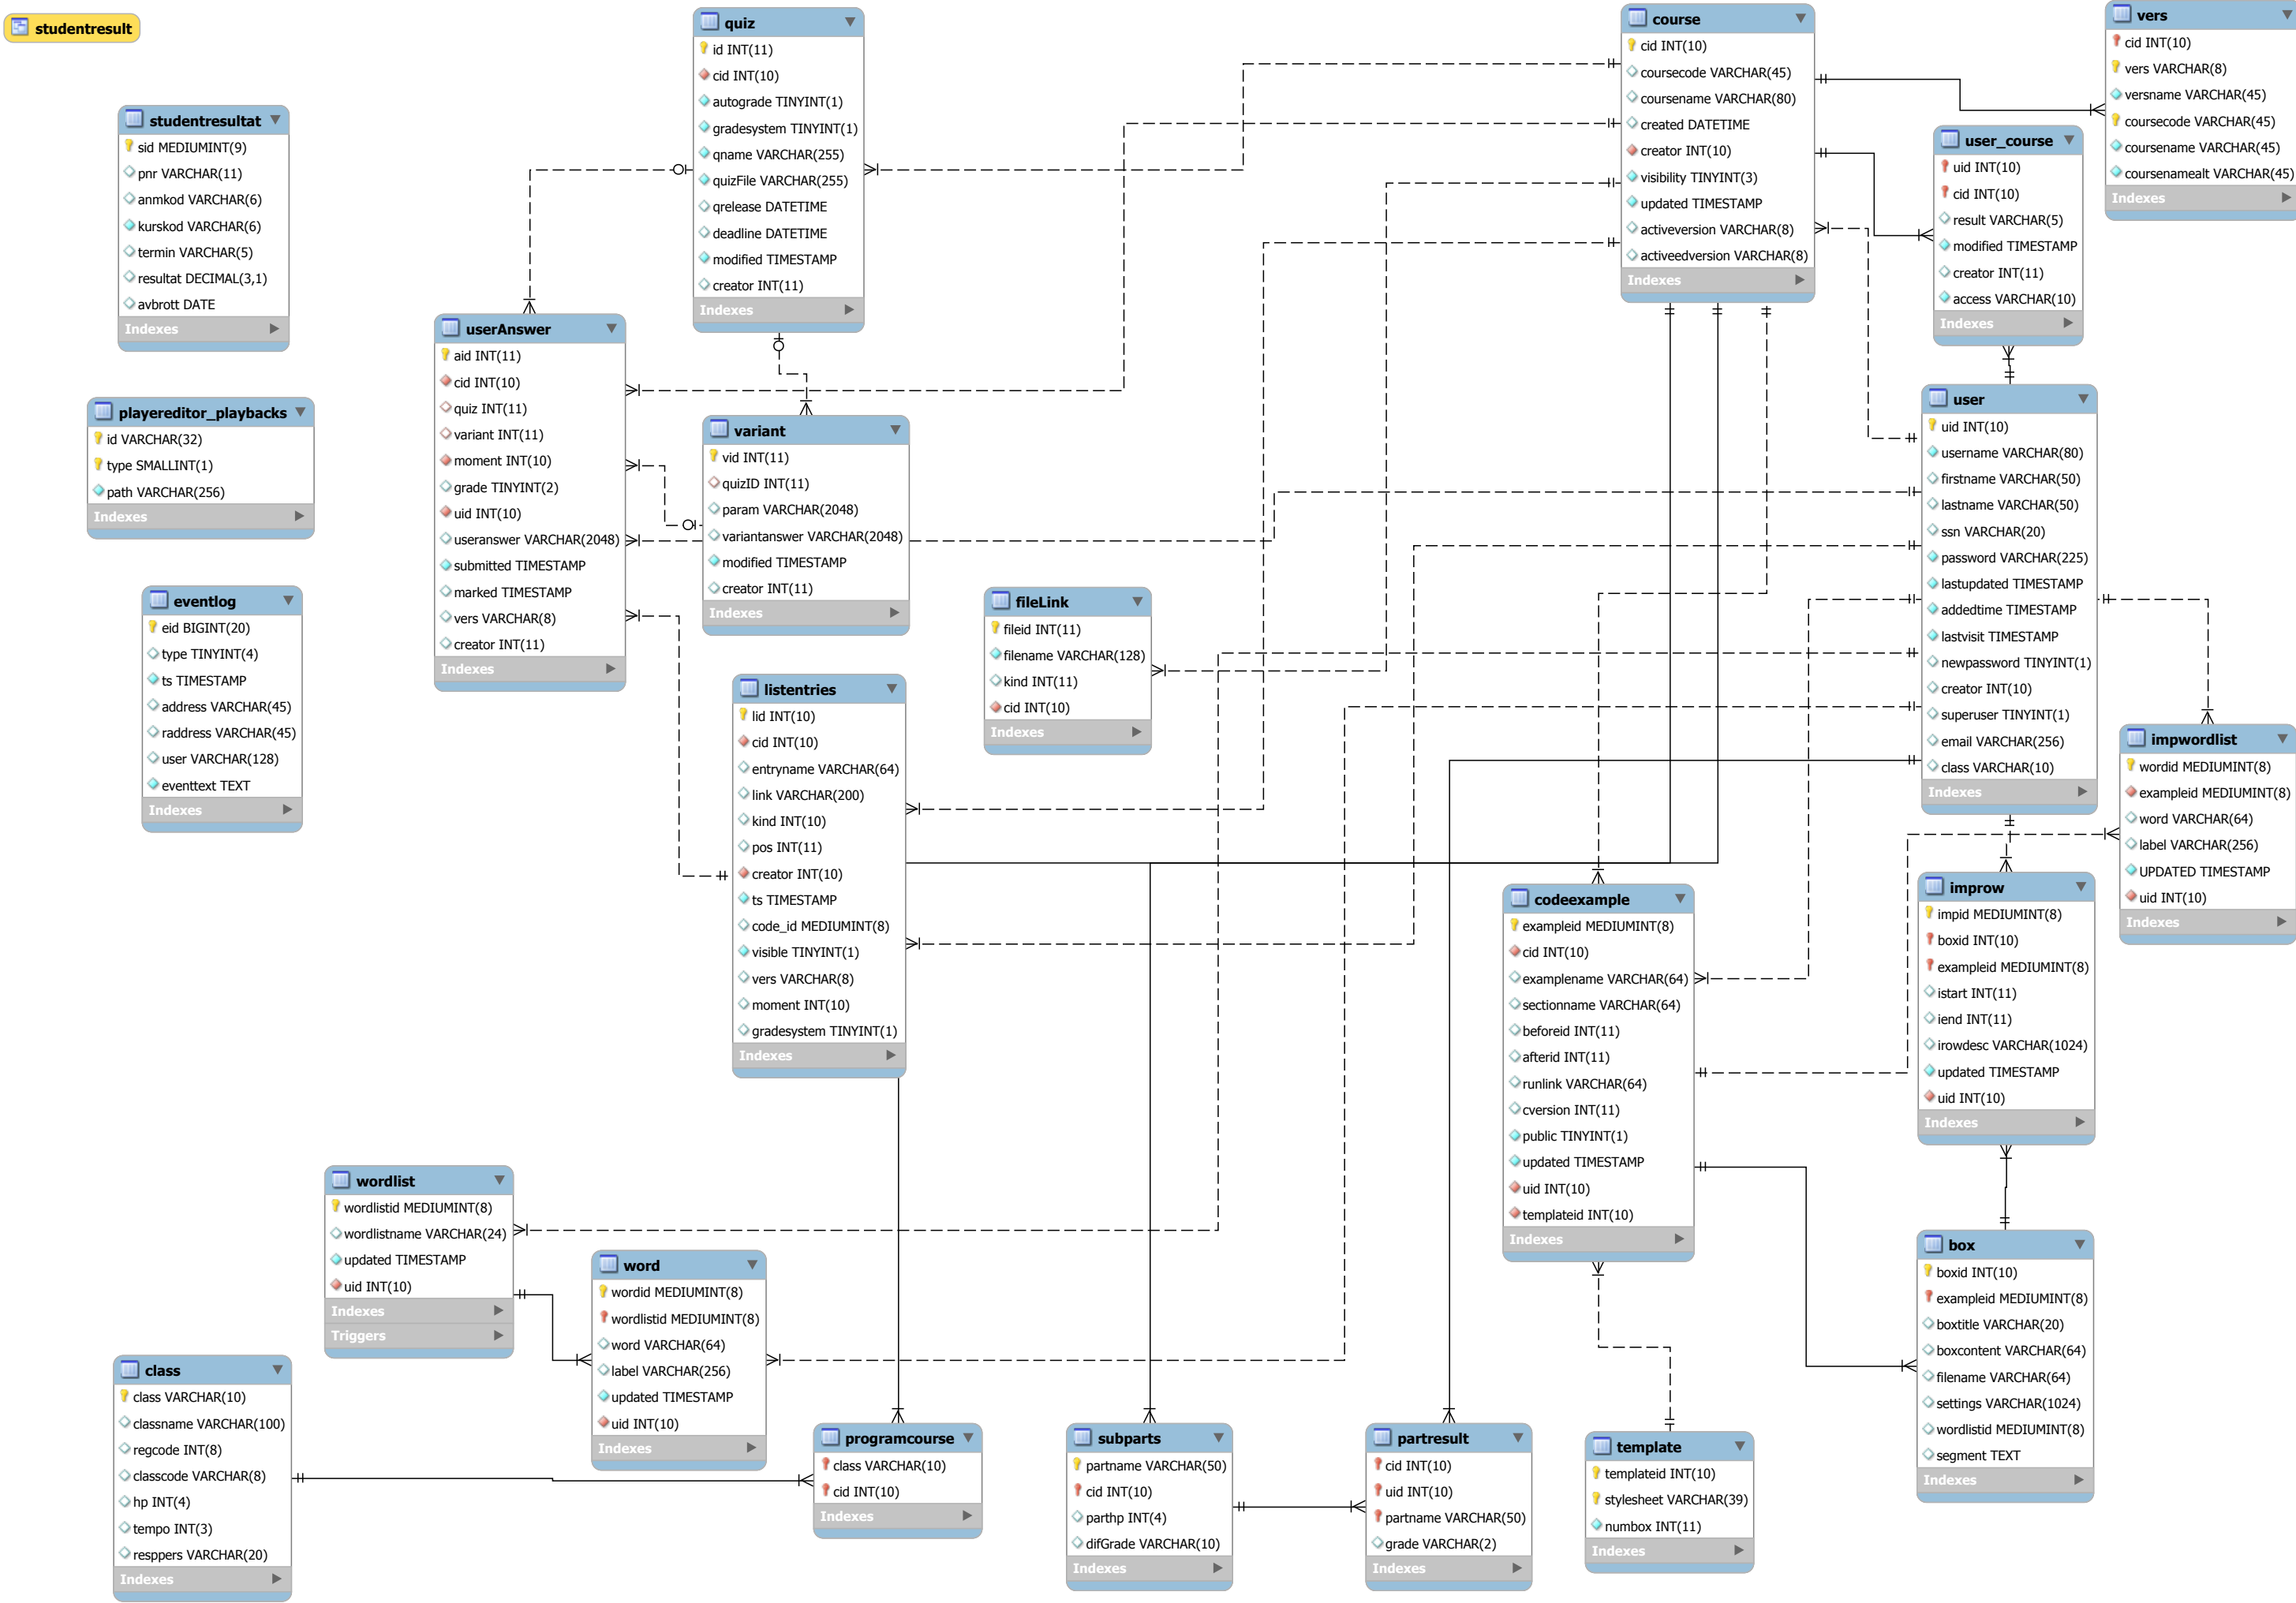 studentresult
quiz
id INT(11)
cid INT(10)
autograde TINYINT(1)
gradesystem TINYINT(1)
qname VARCHAR(255)
quizFile VARCHAR(255)
qrelease DATETIME
deadline DATETIME
modified TIMESTAMP
creator INT(11)
Indexes
course
cid INT(10)
coursecode VARCHAR(45)
coursename VARCHAR(80)
created DATETIME
creator INT(10)
visibility TINYINT(3)
updated TIMESTAMP
activeversion VARCHAR(8)
activeedversion VARCHAR(8)
Indexes
vers
cid INT(10)
vers VARCHAR(8)
versname VARCHAR(45)
coursecode VARCHAR(45)
coursename VARCHAR(45)
coursenamealt VARCHAR(45)
Indexes
studentresultat
sid MEDIUMINT(9)
pnr VARCHAR(11)
anmkod VARCHAR(6)
kurskod VARCHAR(6)
termin VARCHAR(5)
resultat DECIMAL(3,1)
avbrott DATE
Indexes
user_course
uid INT(10)
cid INT(10)
result VARCHAR(5)
modified TIMESTAMP
creator INT(11)
access VARCHAR(10)
Indexes
userAnswer
aid INT(11)
cid INT(10)
quiz INT(11)
variant INT(11)
moment INT(10)
grade TINYINT(2)
uid INT(10)
useranswer VARCHAR(2048)
submitted TIMESTAMP
marked TIMESTAMP
vers VARCHAR(8)
creator INT(11)
Indexes
playereditor_playbacks
id VARCHAR(32)
type SMALLINT(1)
path VARCHAR(256)
Indexes
variant
vid INT(11)
quizID INT(11)
param VARCHAR(2048)
variantanswer VARCHAR(2048)
modified TIMESTAMP
creator INT(11)
Indexes
user
uid INT(10)
username VARCHAR(80)
firstname VARCHAR(50)
lastname VARCHAR(50)
ssn VARCHAR(20)
password VARCHAR(225)
lastupdated TIMESTAMP
addedtime TIMESTAMP
lastvisit TIMESTAMP
newpassword TINYINT(1)
creator INT(10)
superuser TINYINT(1)
email VARCHAR(256)
class VARCHAR(10)
Indexes
eventlog
eid BIGINT(20)
type TINYINT(4)
ts TIMESTAMP
address VARCHAR(45)
raddress VARCHAR(45)
user VARCHAR(128)
eventtext TEXT
Indexes
fileLink
fileid INT(11)
filename VARCHAR(128)
kind INT(11)
cid INT(10)
Indexes
listentries
lid INT(10)
cid INT(10)
entryname VARCHAR(64)
link VARCHAR(200)
kind INT(10)
pos INT(11)
creator INT(10)
ts TIMESTAMP
code_id MEDIUMINT(8)
visible TINYINT(1)
vers VARCHAR(8)
moment INT(10)
gradesystem TINYINT(1)
Indexes
impwordlist
wordid MEDIUMINT(8)
exampleid MEDIUMINT(8)
word VARCHAR(64)
label VARCHAR(256)
UPDATED TIMESTAMP
uid INT(10)
Indexes
codeexample
exampleid MEDIUMINT(8)
cid INT(10)
examplename VARCHAR(64)
sectionname VARCHAR(64)
beforeid INT(11)
afterid INT(11)
runlink VARCHAR(64)
cversion INT(11)
public TINYINT(1)
updated TIMESTAMP
uid INT(10)
templateid INT(10)
Indexes
improw
impid MEDIUMINT(8)
boxid INT(10)
exampleid MEDIUMINT(8)
istart INT(11)
iend INT(11)
irowdesc VARCHAR(1024)
updated TIMESTAMP
uid INT(10)
Indexes
wordlist
wordlistid MEDIUMINT(8)
wordlistname VARCHAR(24)
updated TIMESTAMP
uid INT(10)
Indexes
Triggers
word
wordid MEDIUMINT(8)
wordlistid MEDIUMINT(8)
word VARCHAR(64)
label VARCHAR(256)
updated TIMESTAMP
uid INT(10)
Indexes
box
boxid INT(10)
exampleid MEDIUMINT(8)
boxtitle VARCHAR(20)
boxcontent VARCHAR(64)
filename VARCHAR(64)
settings VARCHAR(1024)
wordlistid MEDIUMINT(8)
segment TEXT
Indexes
class
class VARCHAR(10)
classname VARCHAR(100)
regcode INT(8)
classcode VARCHAR(8)
hp INT(4)
tempo INT(3)
resppers VARCHAR(20)
Indexes
programcourse
class VARCHAR(10)
cid INT(10)
Indexes
subparts
partname VARCHAR(50)
cid INT(10)
parthp INT(4)
difGrade VARCHAR(10)
Indexes
partresult
cid INT(10)
uid INT(10)
partname VARCHAR(50)
grade VARCHAR(2)
Indexes
template
templateid INT(10)
stylesheet VARCHAR(39)
numbox INT(11)
Indexes